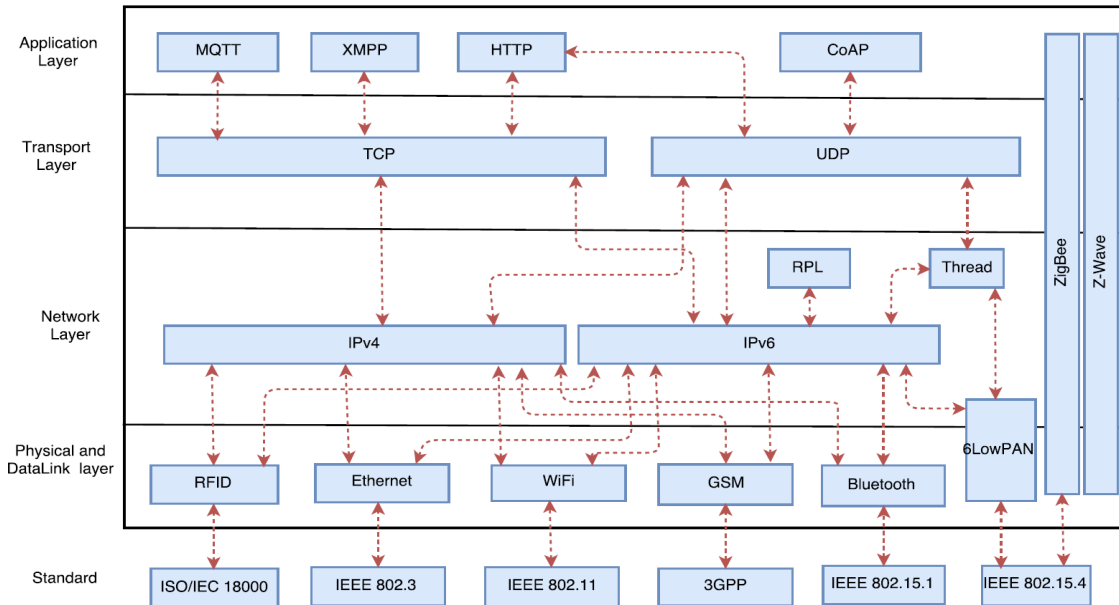 Application
Layer
MQTT
XMPP
HTTP
CoAP
Transport
Layer
TCP
UDP
ZigBee
Z-Wave
RPL
Thread
Network
Layer
IPv4
IPv6
Physical and
DataLink layer
RFID
Ethernet
WiFi
GSM
Bluetooth
6LowPAN
Standard
ISO/IEC 18000
IEEE 802.3
IEEE 802.11
3GPP
IEEE 802.15.1
IEEE 802.15.4